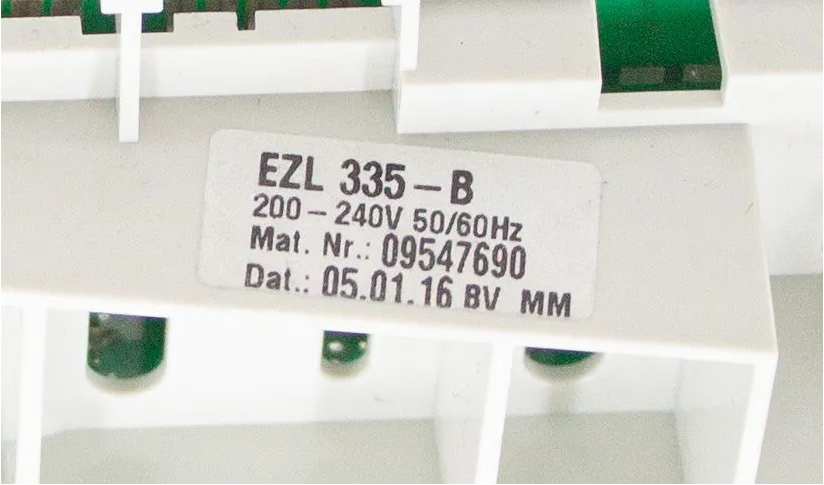 EZL 335-B
200-240V 50/60Hz
Mat. Nr.: 09547690
Dat.: 05.01.16 BV MM